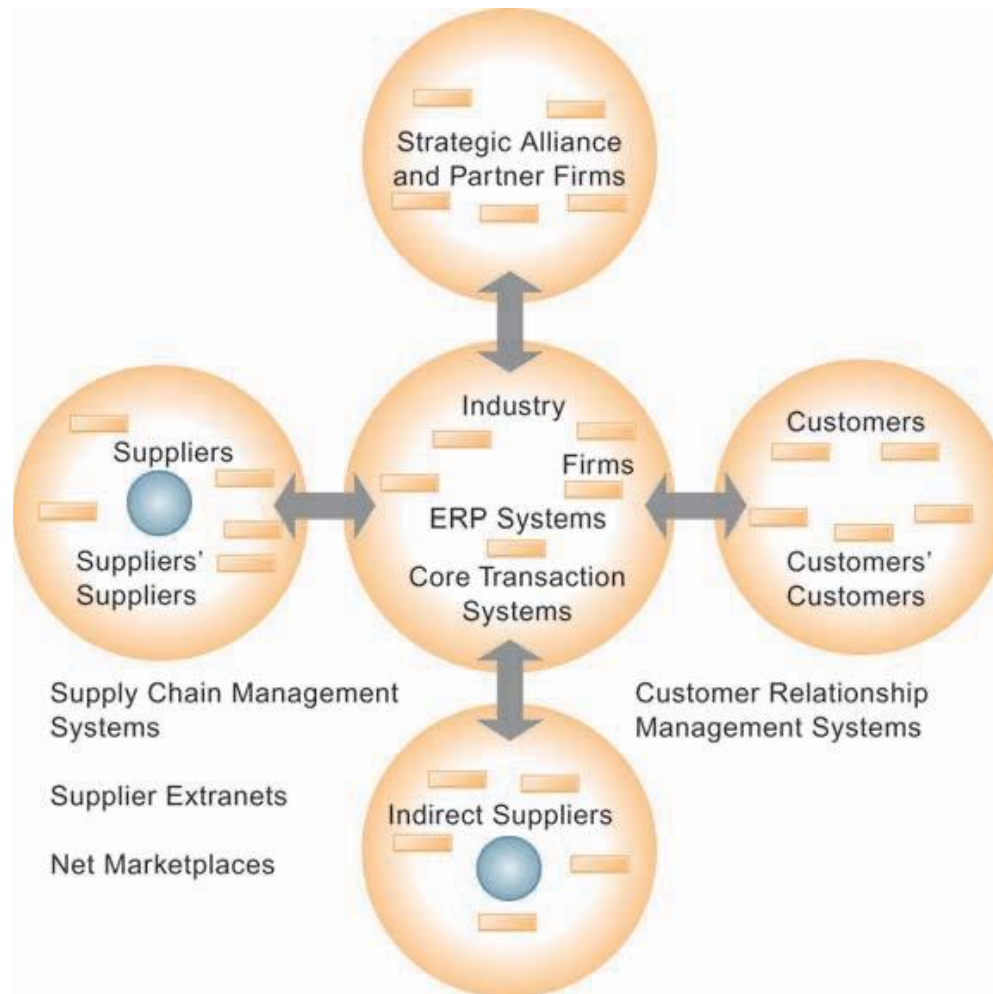 Strategic Alliance
and Partner Firms
Industry
Firms
ERP Systems
Core Transaction
Systems
Suppliers
Suppliers'
Suppliers
Customers
Customers'
Customers
Supply Chain Management
Systems
Supplier Extranets
Net Marketplaces
Customer Relationship
Management Systems
Indirect Suppliers